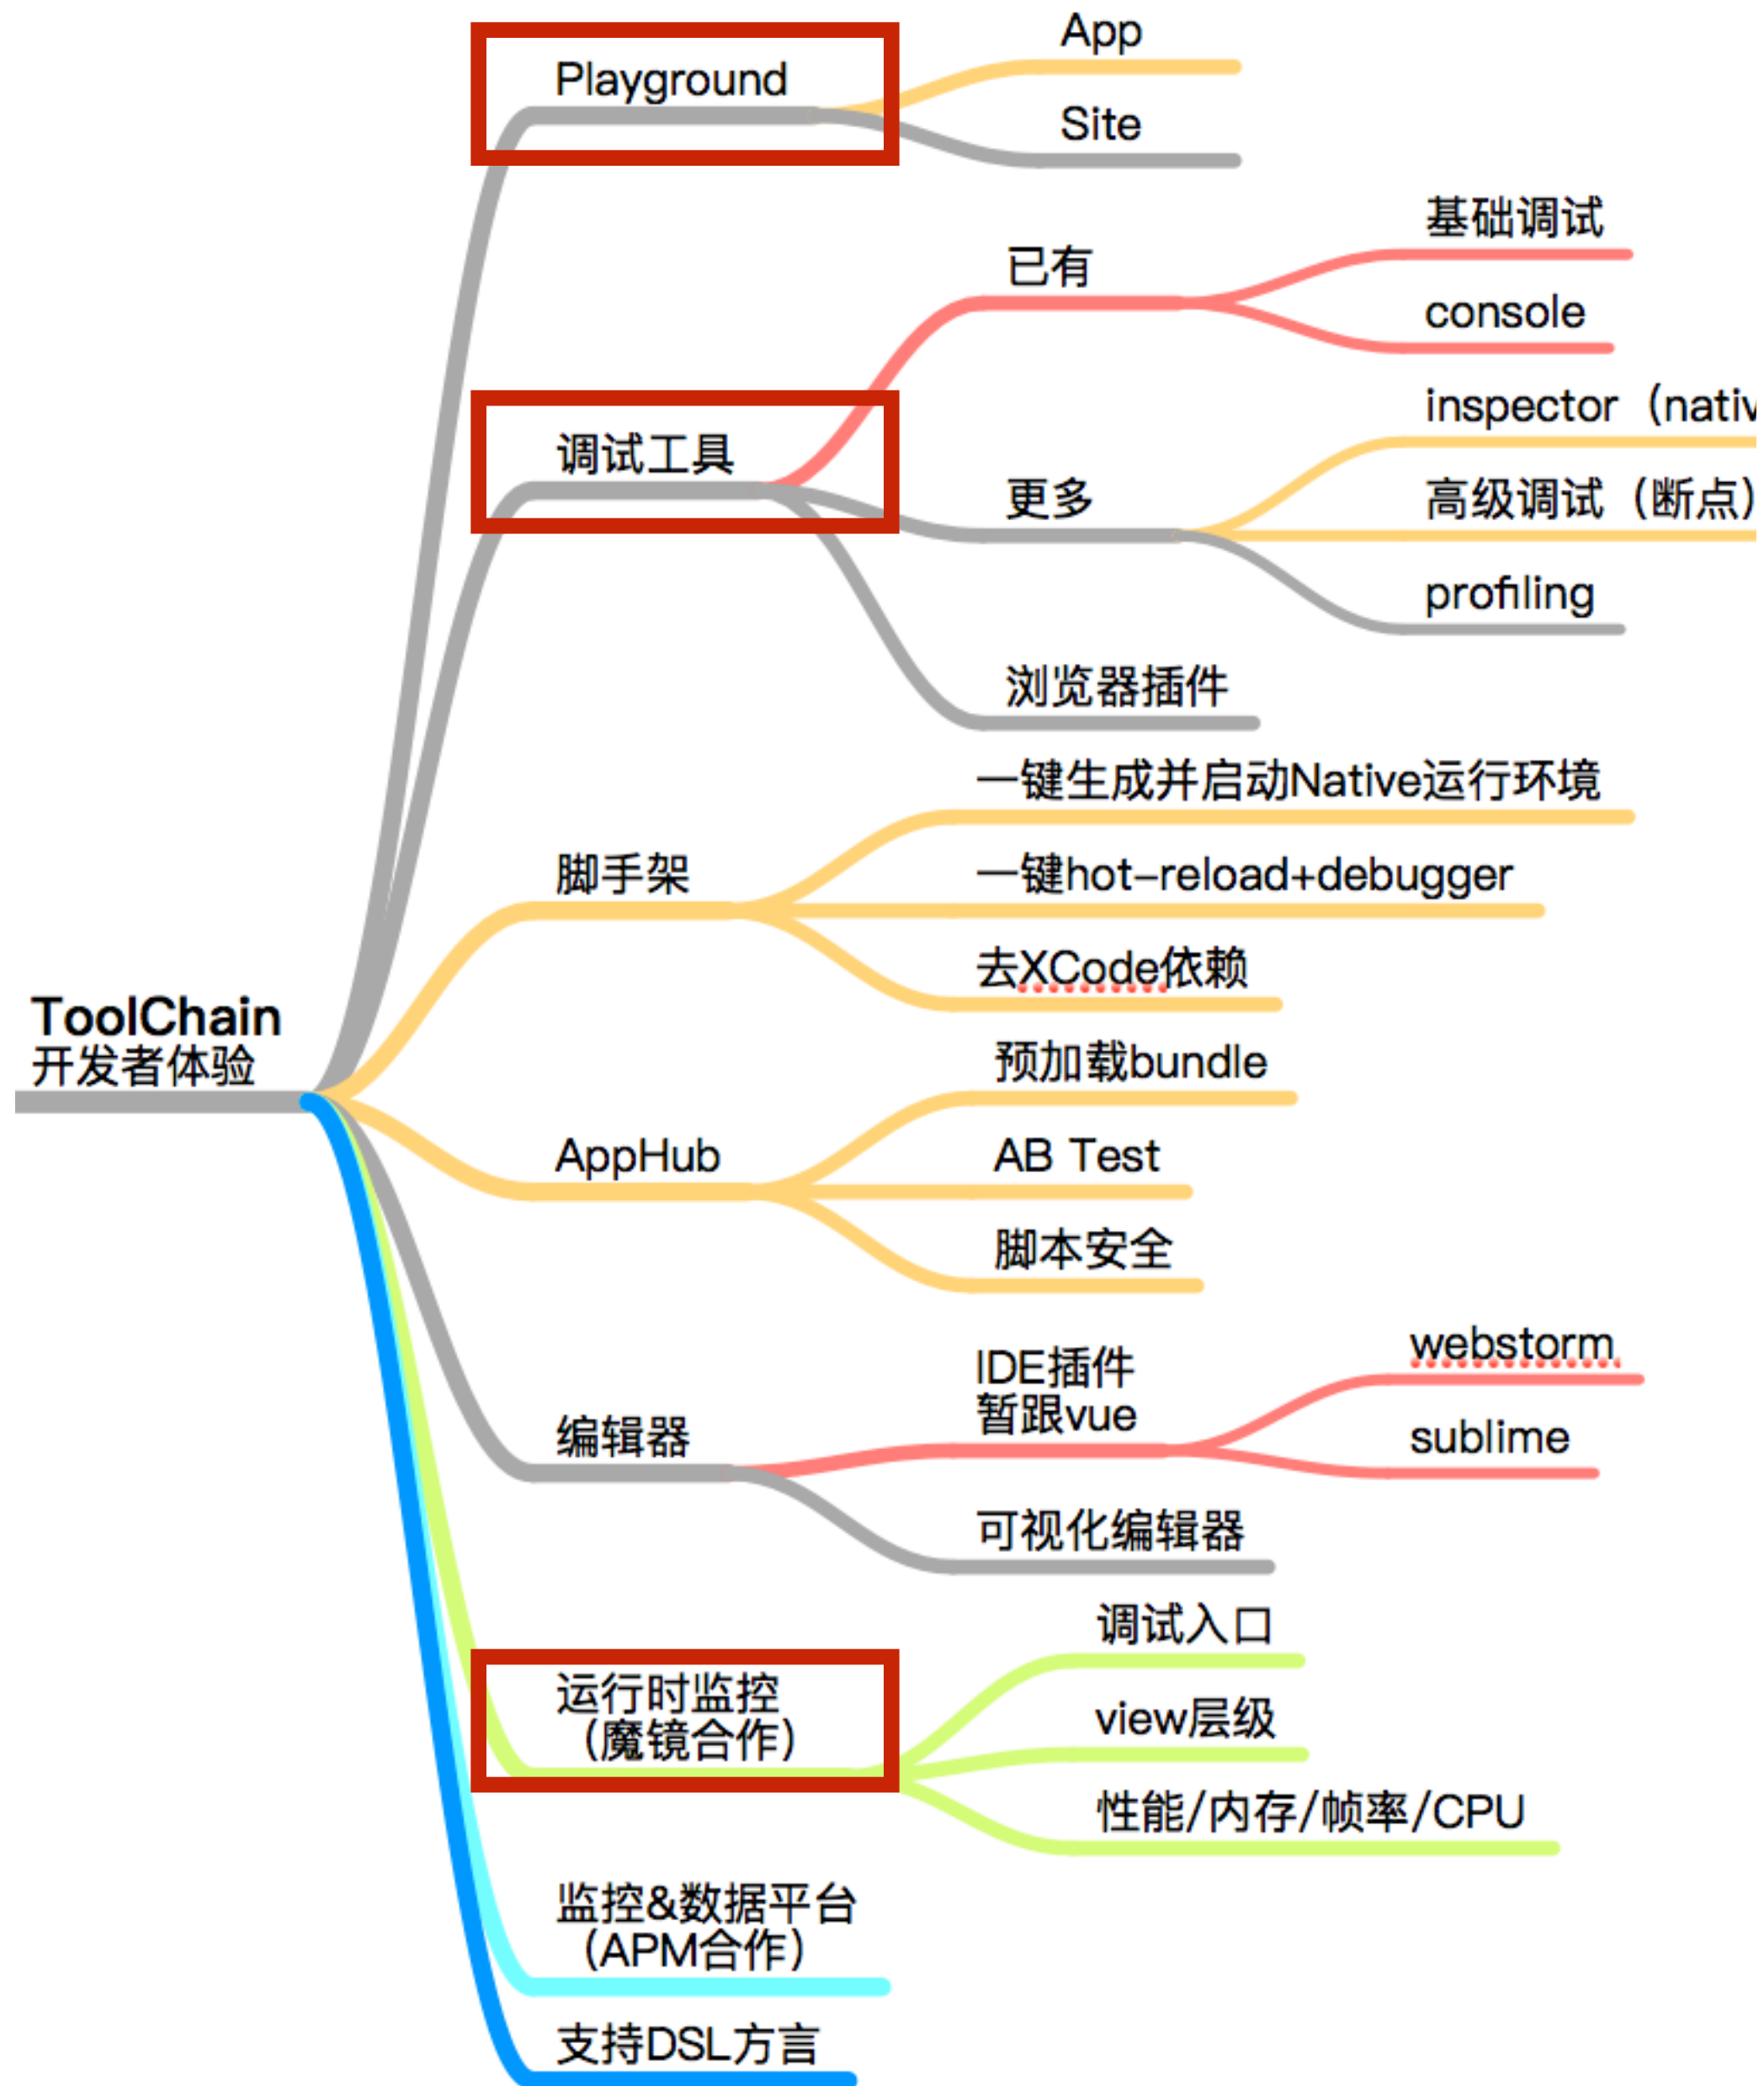 App
Playground
Site
基础调试
已有
console
inspector（nativ
调试工具
更多
高级调试（断点）
profiling
浏览器插件
一键生成并启动Native运行环境
脚手架
一键hot-reload+debugger
去XCode依赖
ToolChain
开发者体验
预加载bundle
AppHub
AB Test
脚本安全
webstorm
IDE插件
暂跟vue
sublime
编辑器
可视化编辑器
调试入口
运行时监控
（魔镜合作）
view层级
性能/内存/帧率/CPU
监控&数据平台
（APM合作）
支持DSL方言